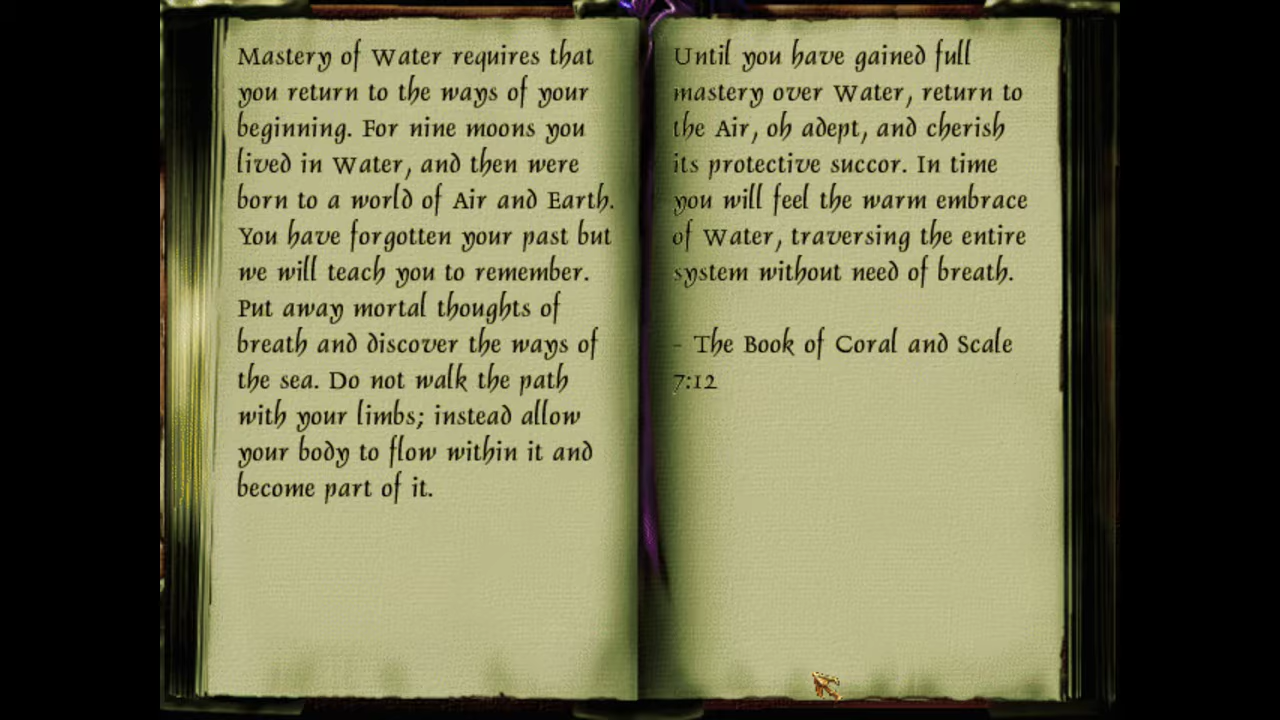 Mastery of Water requires that
you return to the ways of your
beginning. For nine moons you
lived in Water, and then were
born to a world of Air and Earth.
You have forgotten your past but
we will teach you to remember.
Put away mortal thoughts of
breath and discover the ways of
the sea. Do not walk the path
with your limbs; instead allow
your body to flow within it and
become part of it.
Until you have gained full
mastery over Water, return to
the Air, oh adept, and cherish
its protective succor. In time
you will feel the warm embrace
of Water, traversing the entire
system without need of breath.
- The Book of Coral and Scale
7:12